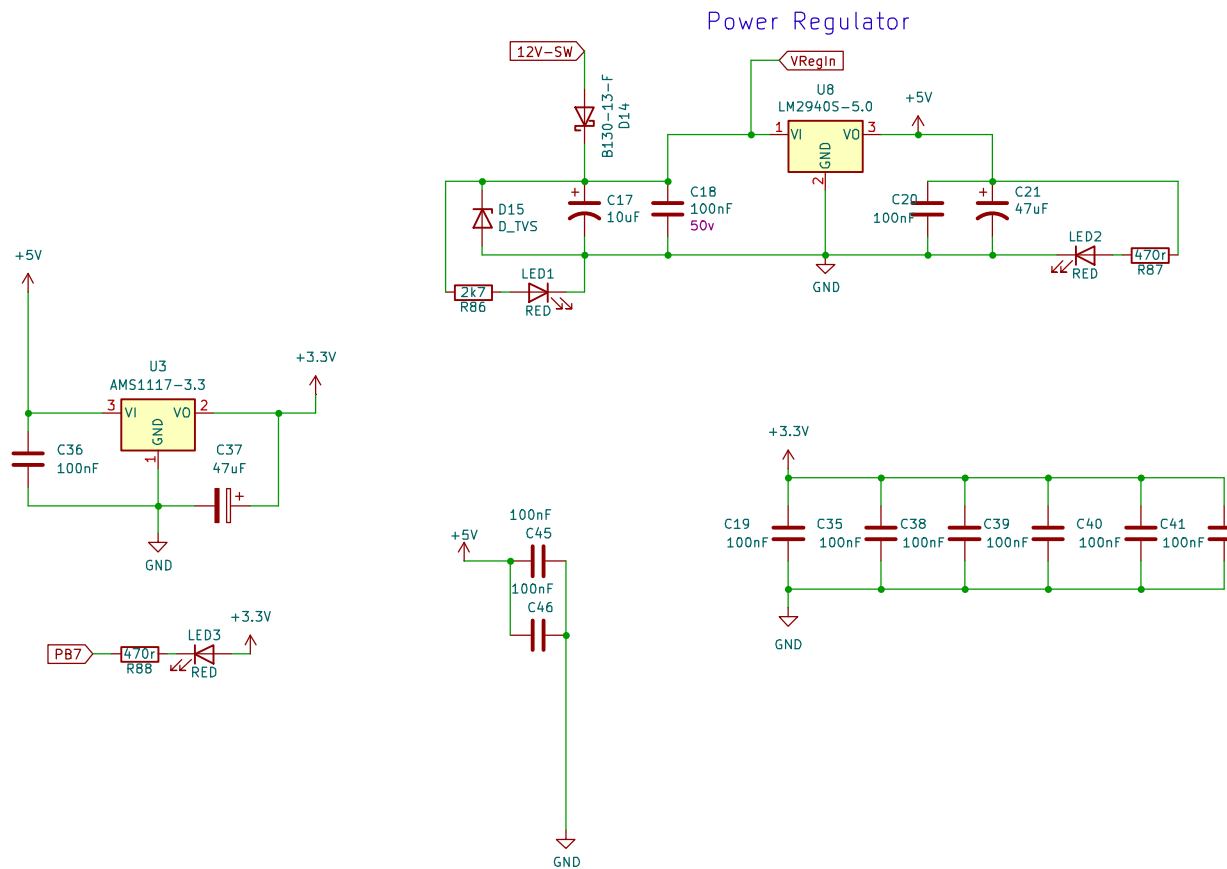 Power Regulator
12V-SW
B130-13-F
D14
VRegIn
U8
LM2940S-5.0
1
VI
VO
3
GND
2
+5V
D15
D_TVS
+
C17
10uF
C18
100nF
50v
C20
100nF
+
C21
47uF
GND
LED2
RED
470r
R87
LED1
RED
2k7
R86
+5V
U3
AMS1117-3.3
3
VI
VO
2
GND
1
+3.3V
C36
100nF
C37
47uF
+
GND
+3.3V
C19
100nF
C35
100nF
C38
100nF
C39
100nF
C40
100nF
C41
100nF
GND
+5V
100nF
C45
100nF
C46
GND
PB7
470r
R88
LED3
RED
+3.3V